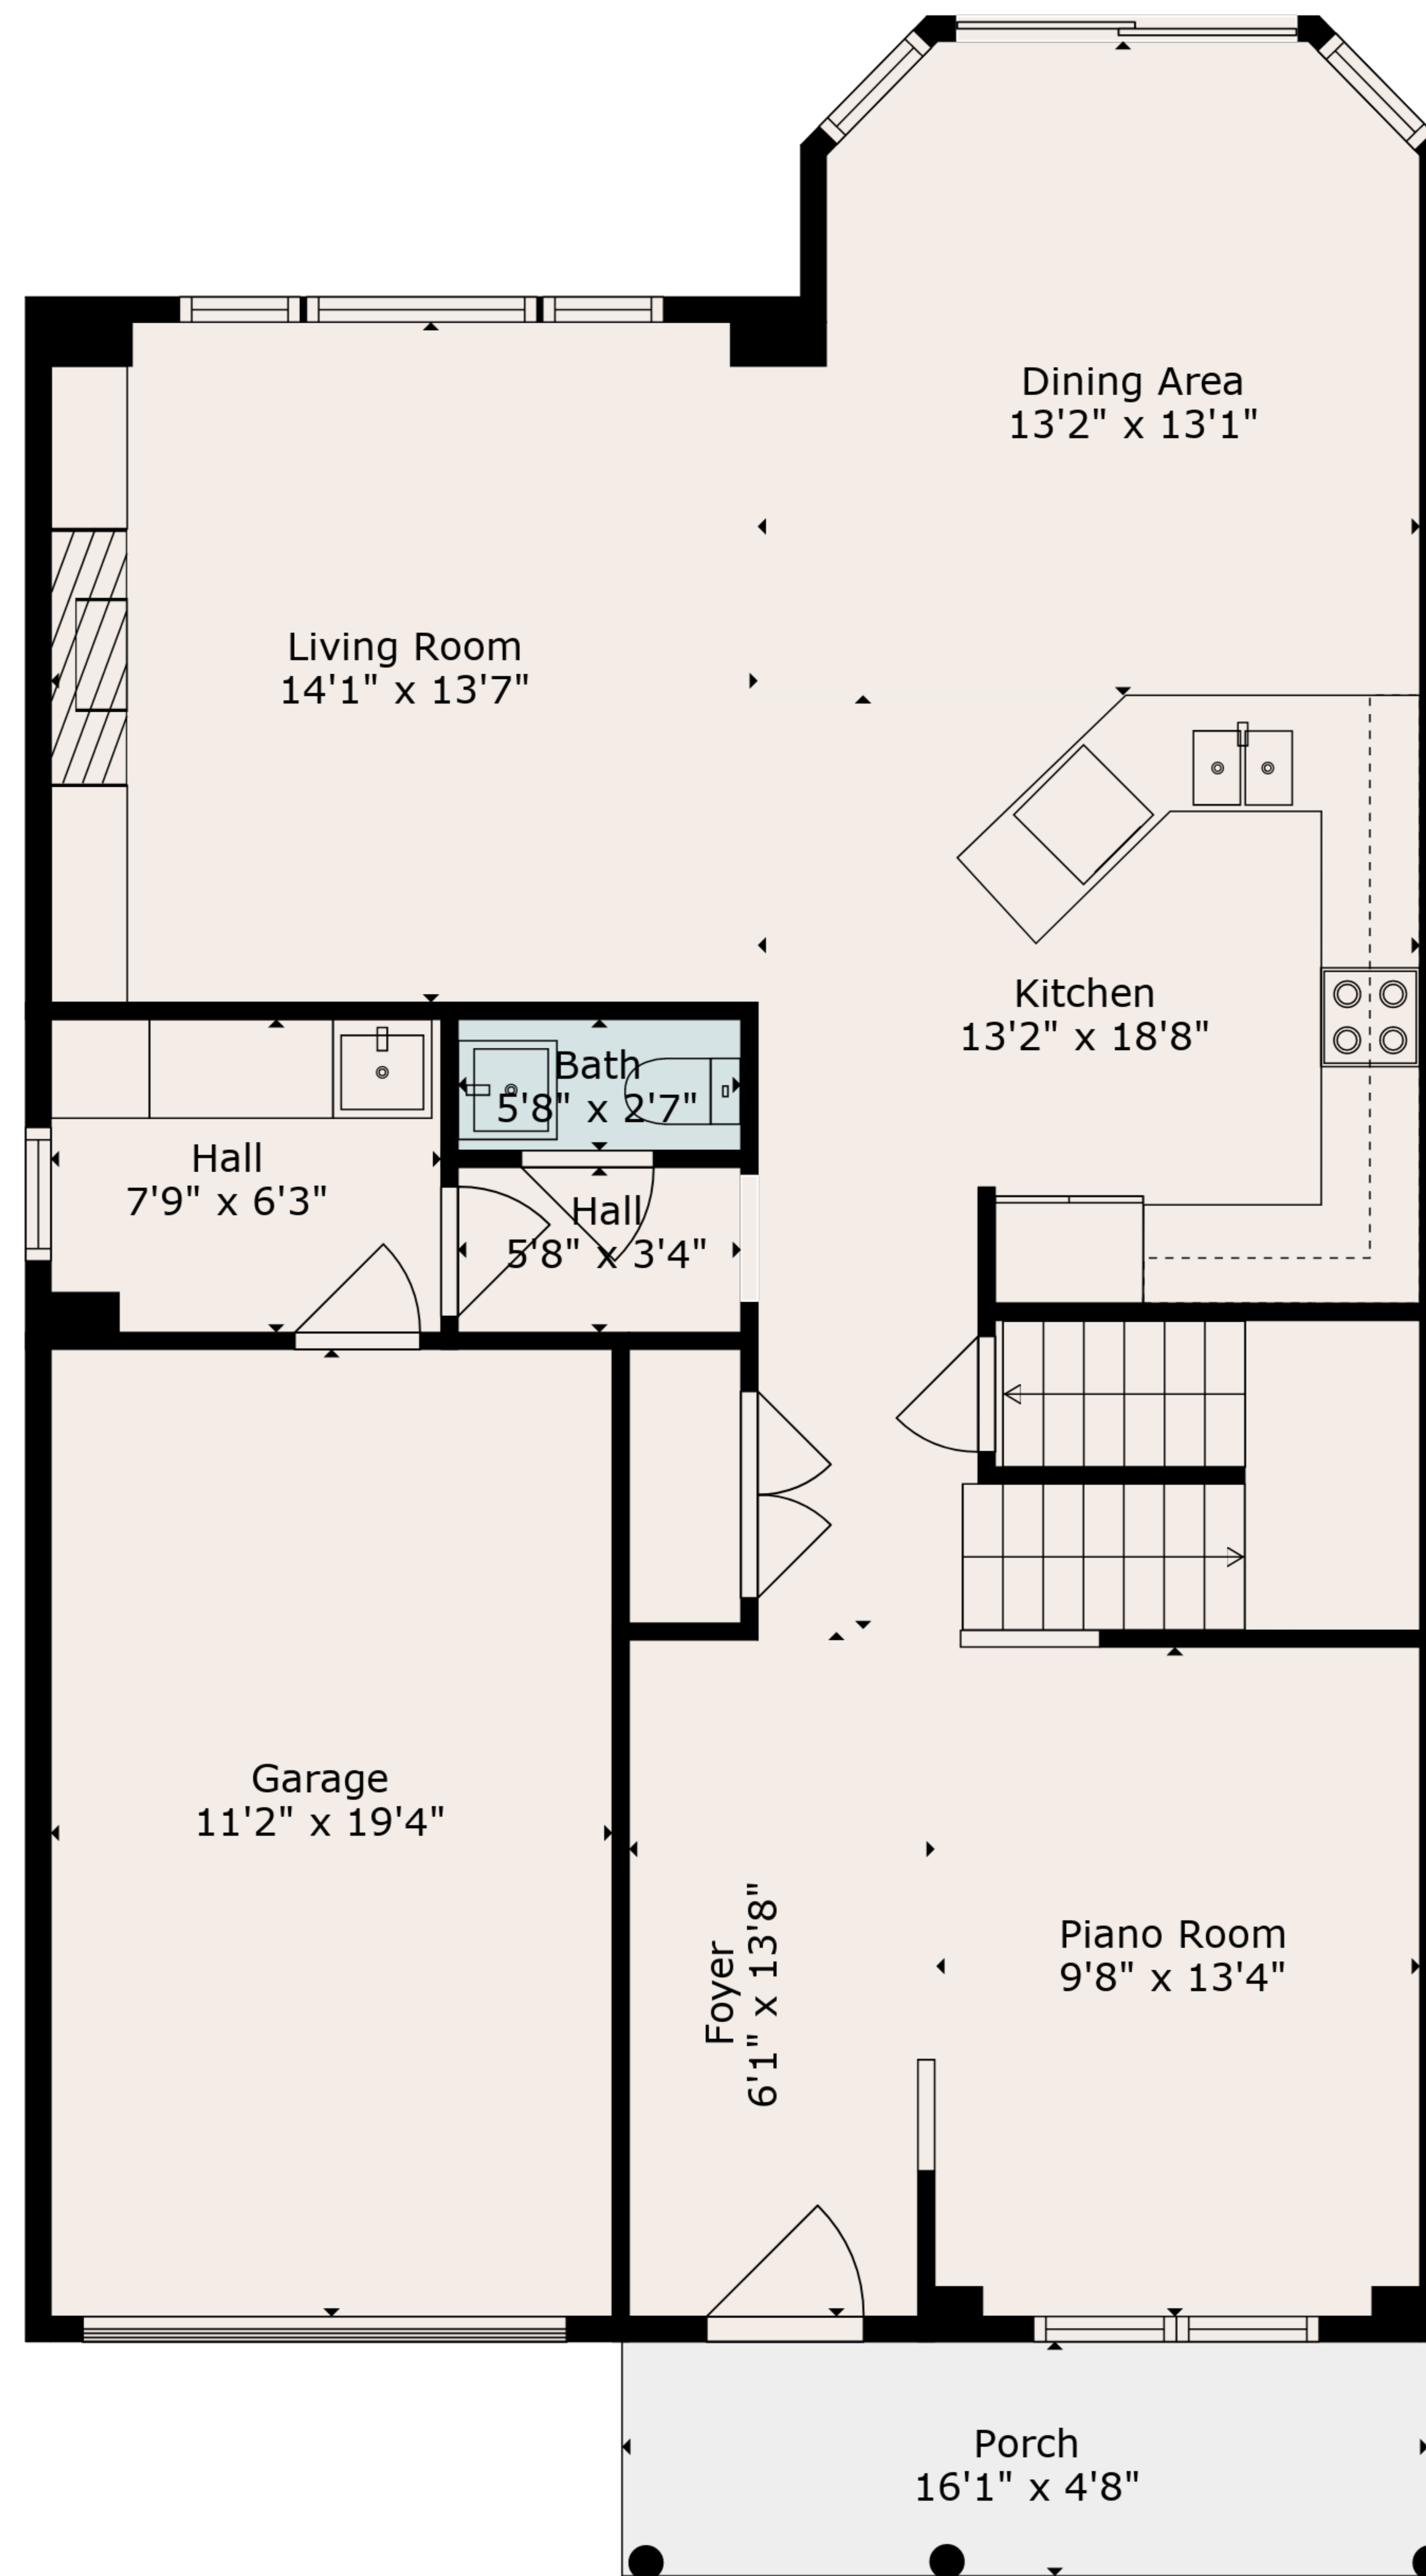 Dining Area
13'2" x 13'1"
Living Room
14'1" x 13'7"
Kitchen
13'2" x 18'8"
Bath
5'8" x 2'7"
Hall
7'9" x 6'3"
Hall
5'8" x 3'4"
Garage
11'2" x 19'4"
Foyer
6'1" x 13'8"
Piano Room
9'8" x 13'4"
Porch
16'1" x 4'8"